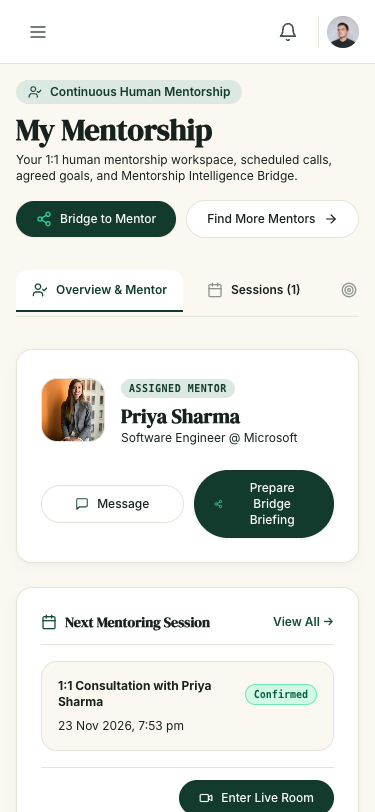 Continuous Human Mentorship
My Mentorship
Your 1:1 human mentorship workspace, scheduled calls,
agreed goals, and Mentorship Intelligence Bridge.
Bridge to Mentor
Find More Mentors →
Overview & Mentor
Sessions (1)
ASSIGNED MENTOR
Priya Sharma
Software Engineer @ Microsoft
Message
Prepare
Bridge
Briefing
Next Mentoring Session
View All →
1:1 Consultation with Priya
Sharma
Confirmed
23 Nov 2026, 7:53 pm
Enter Live Room